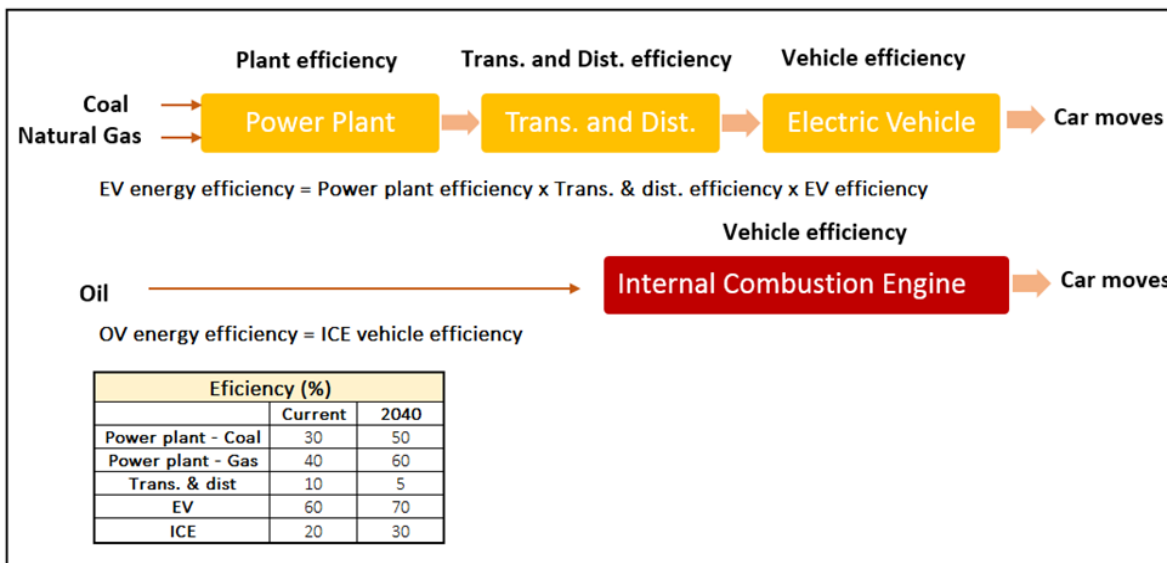 Plant efficiency Trans. and Dist. efficiency Vehicle efficiency
Coal
Natural Gas
Power Plant Trans. and Dist. Electric Vehicle Car moves
EV energy efficiency = Power plant efficiency x Trans. & dist. efficiency x EV efficiency
Vehicle efficiency
Oil Internal Combustion Engine Car moves
OV energy efficiency = ICE vehicle efficiency
Eficiency (%)
Current 2040
Power plant - Coal 30 50
Power plant - Gas 40 60
Trans. & dist 10 5
EV 60 70
ICE 20 30